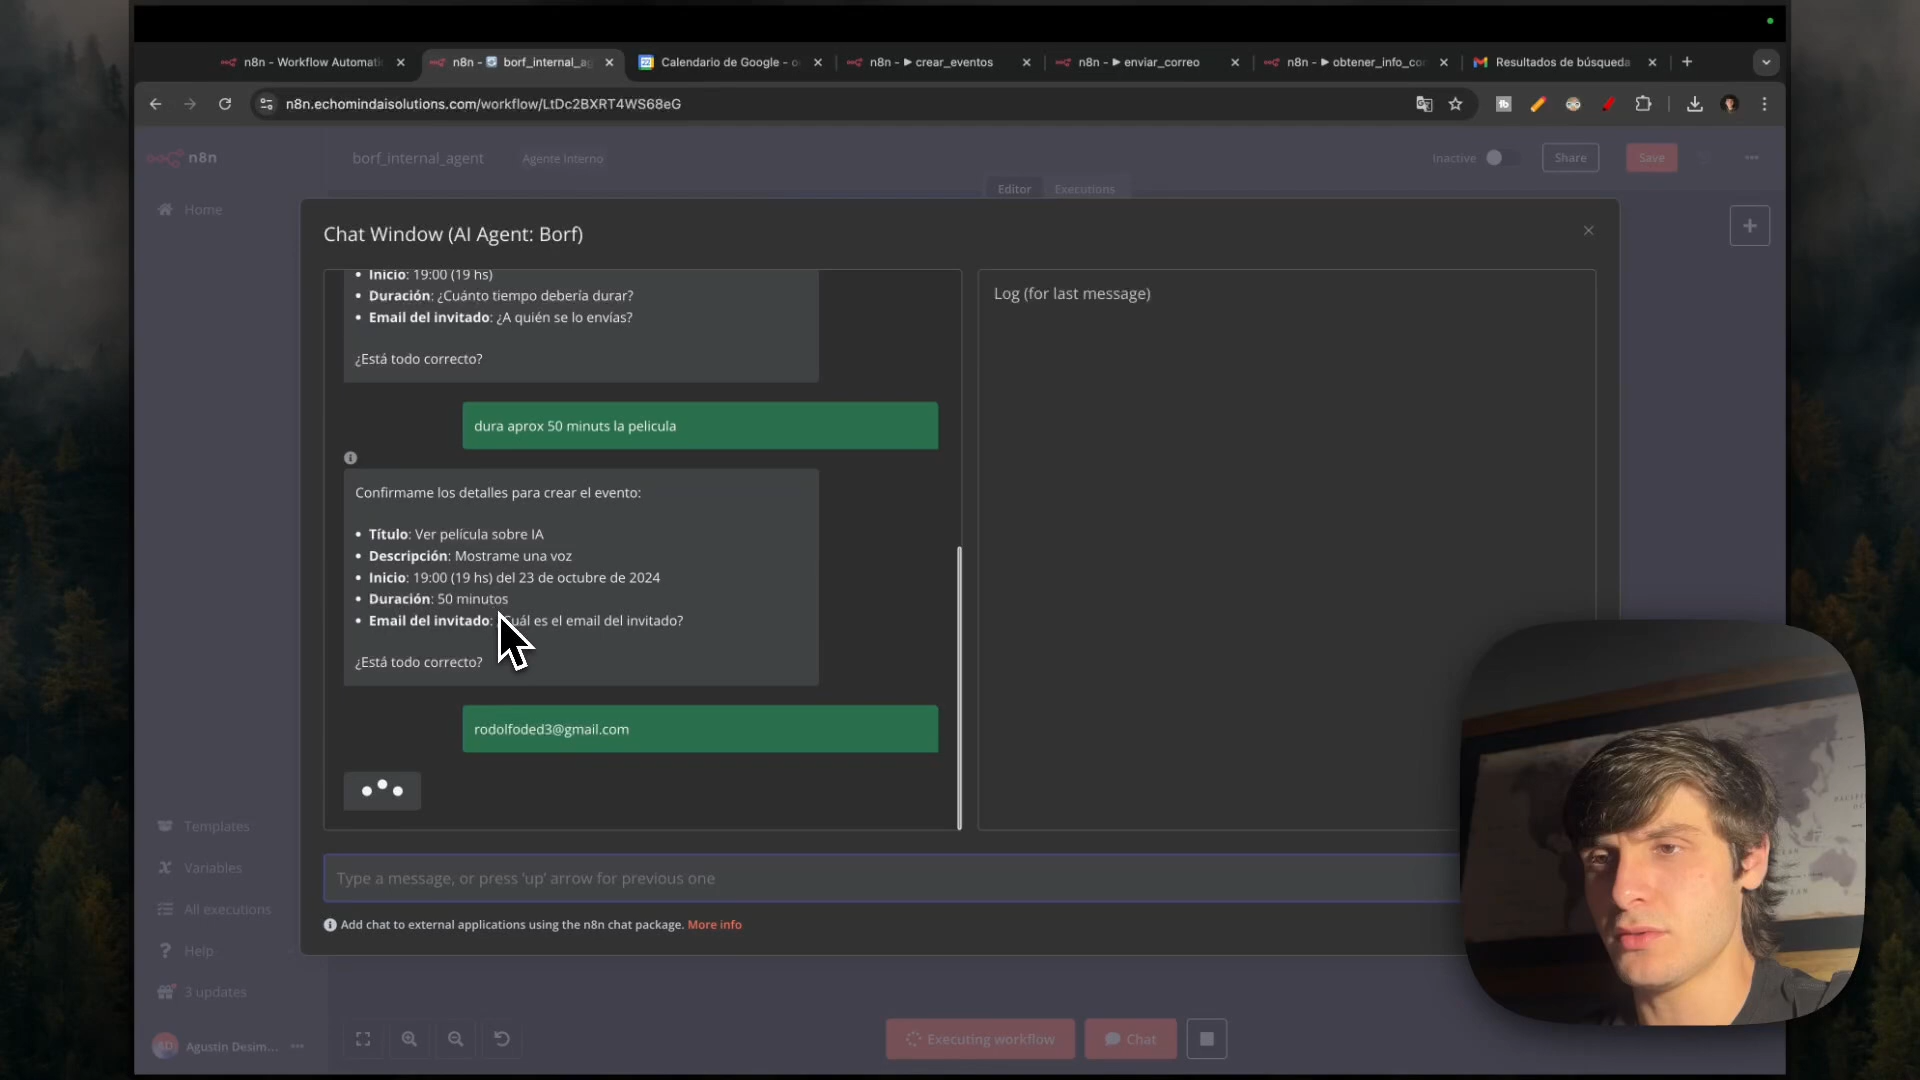 n8n - Workflow Automati
n8n - borf_internal_ag
Calendario de Google - o
n8n - crear_eventos
n8n - enviar_correo
n8n - obtener_info_co
Resultados de búsqueda
n8n.echomindaisolutions.com/workflow/LtDc2BXRT4WS68eG
n8n
borf_internal_agent
Agente Interno
Inactive
Share
Save
Editor
Executions
Home
Chat Window (AI Agent: Borf)
• Inicio: 19:00 (19 hs)
• Duración: ¿Cuánto tiempo debería durar?
• Email del invitado: ¿A quién se lo envías?
¿Está todo correcto?
dura aprox 50 minuts la pelicula
Confirmame los detalles para crear el evento:
• Título: Ver película sobre IA
• Descripción: Mostrame una voz
• Inicio: 19:00 (19 hs) del 23 de octubre de 2024
• Duración: 50 minutos
• Email del invitado: ¿Cuál es el email del invitado?
¿Está todo correcto?
rodolfoded3@gmail.com
Log (for last message)
Type a message, or press 'up' arrow for previous one
Add chat to external applications using the n8n chat package. More info
Templates
Variables
All executions
Help
3 updates
Agustín Desim...
Executing workflow
Chat